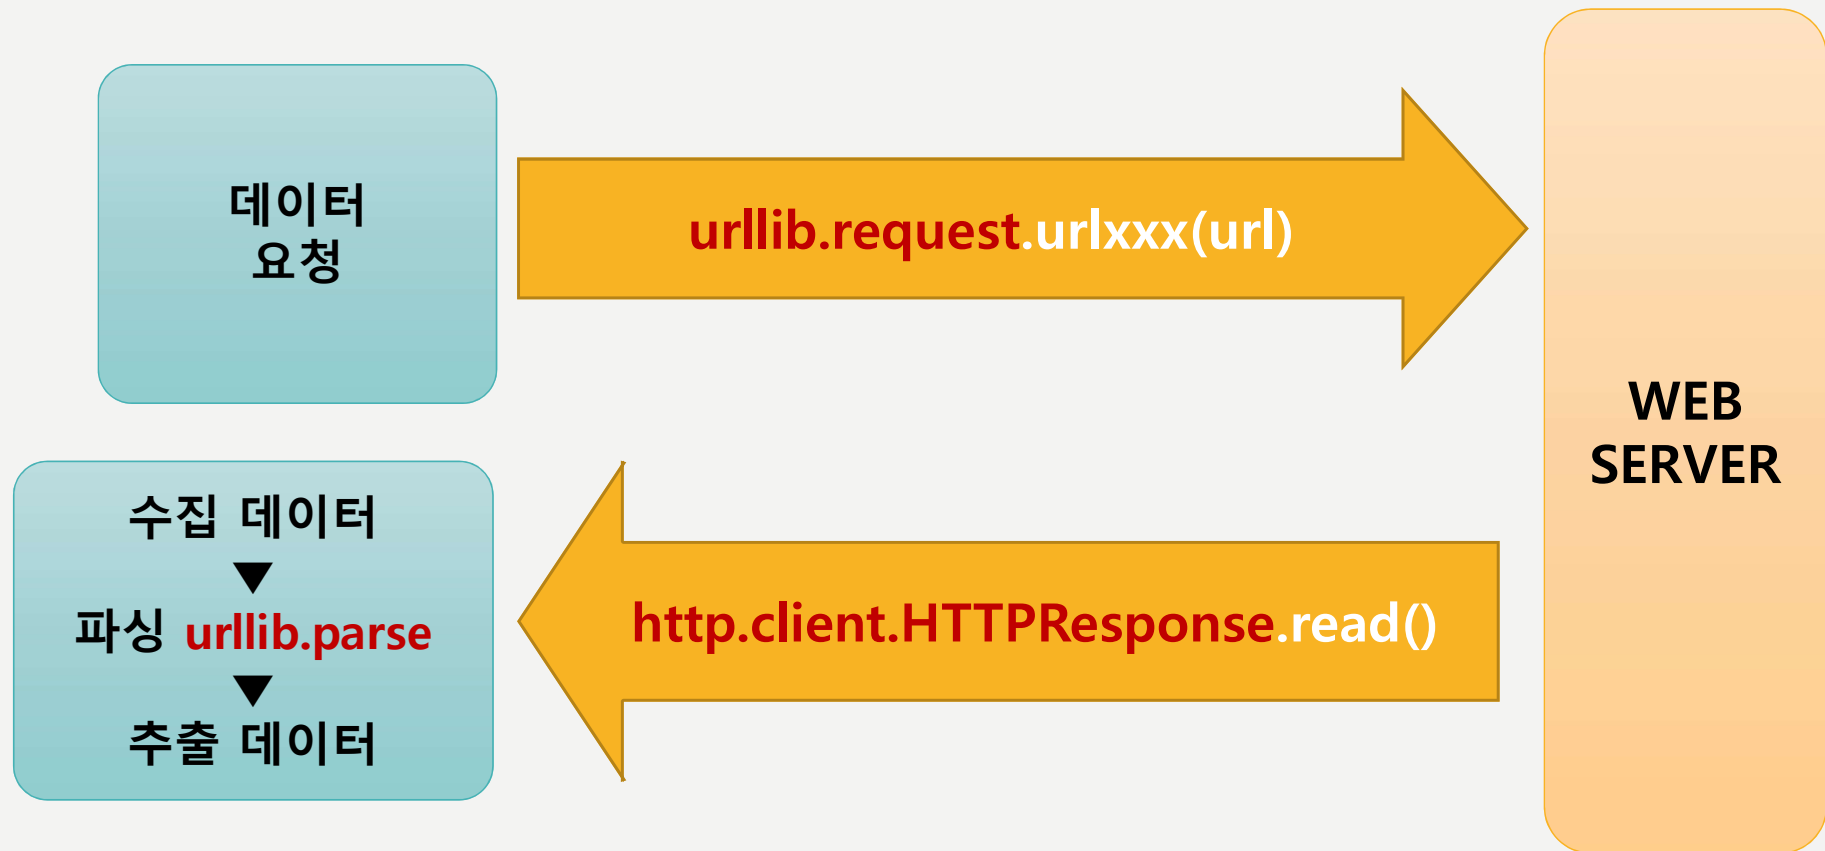 데이터
요청
urllib.request.urlxxx(url)
WEB
SERVER
수집 데이터
▼
파싱 urllib.parse
▼
추출 데이터
http.client.HTTPResponse.read()